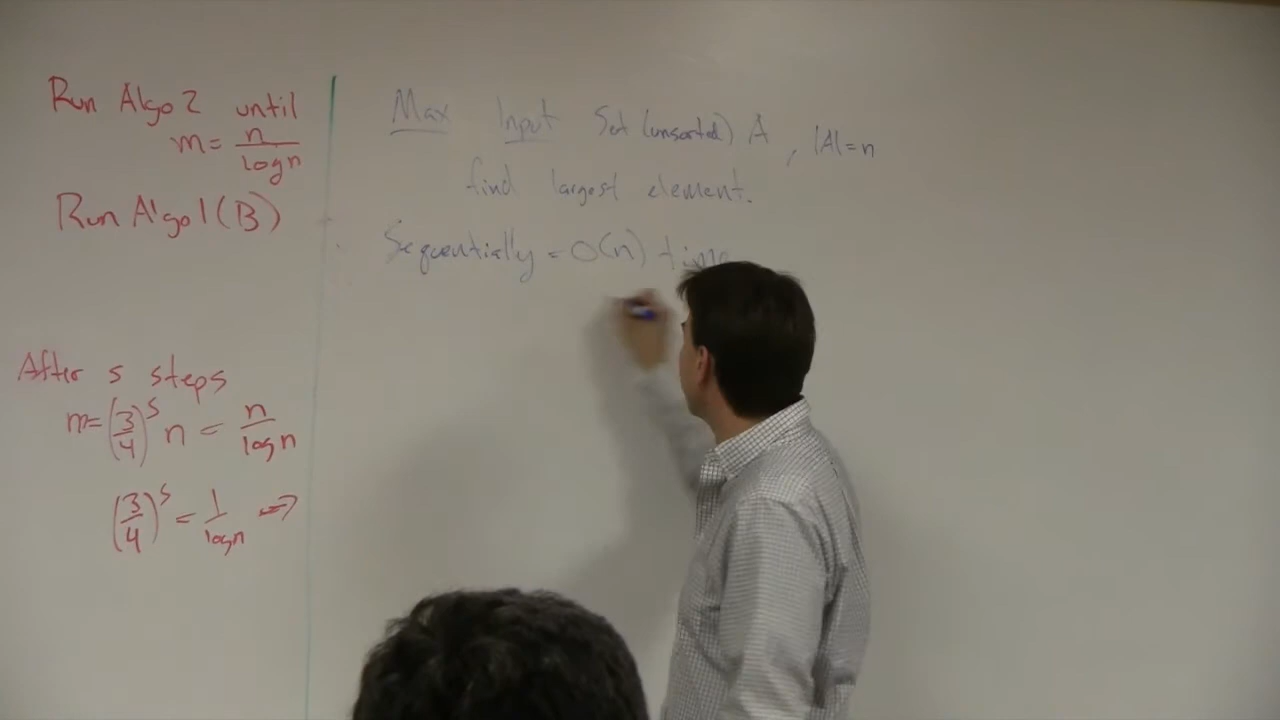 Run Algo 2 until
m = n / log n
Run Algo 1 (B)
After s steps
m = (3/4)^s n = n / log n
(3/4)^s = 1 / log n =>
Max Input Set (unsorted) A , |A| = n
find largest element.
Sequentially = O(n) time